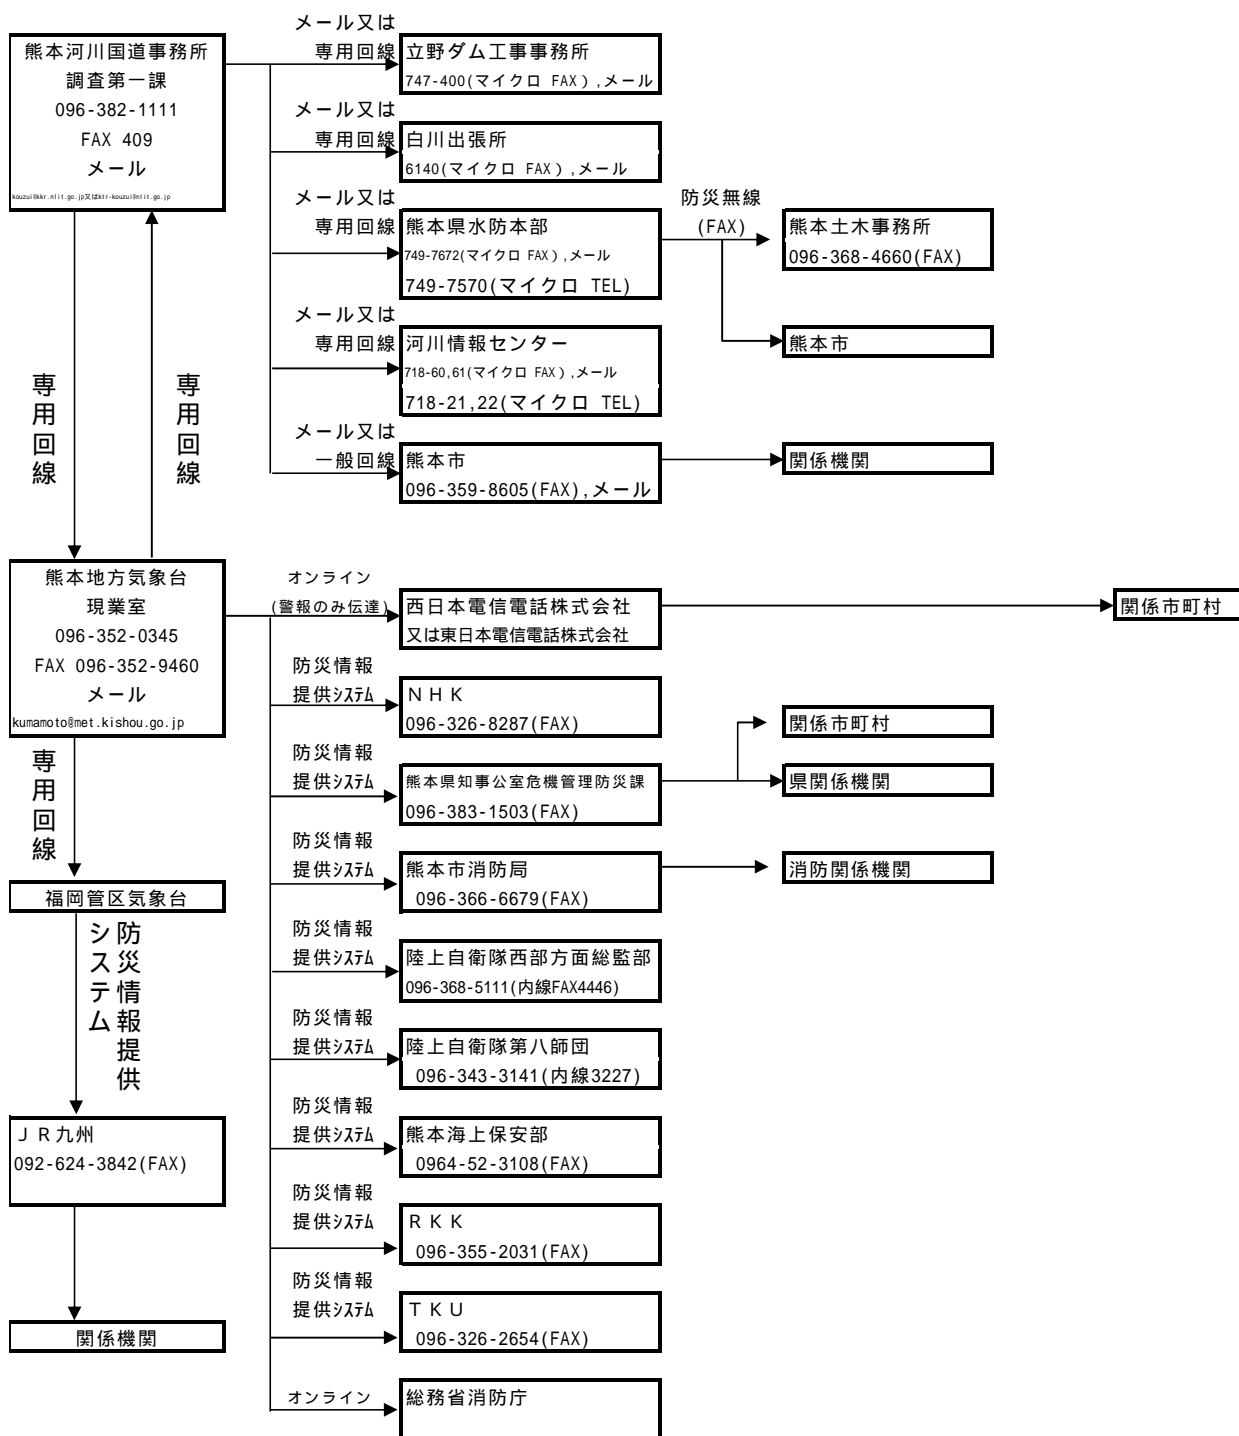 熊本河川国道事務所
調査第一課
096-382-1111
FAX 409
メール
kouzui@kkr.mlit.go.jp又はktr-kouzui@mlit.go.jp
メール又は
専用回線
立野ダム工事事務所
747-400(マイクロ FAX),メール
メール又は
専用回線
白川出張所
6140(マイクロ FAX),メール
メール又は
専用回線
熊本県水防本部
749-7672(マイクロ FAX),メール
749-7570(マイクロ TEL)
防災無線
(FAX)
熊本土木事務所
096-368-4660(FAX)
熊本市
メール又は
専用回線
河川情報センター
718-60,61(マイクロ FAX),メール
718-21,22(マイクロ TEL)
メール又は
一般回線
熊本市
096-359-8605(FAX),メール
関係機関
専用回線
専用回線
熊本地方気象台
現業室
096-352-0345
FAX 096-352-9460
メール
kumamoto@met.kishou.go.jp
オンライン
(警報のみ伝達)
西日本電信電話株式会社
又は東日本電信電話株式会社
関係市町村
防災情報
提供システム
NHK
096-326-8287(FAX)
防災情報
提供システム
熊本県知事公室危機管理防災課
096-383-1503(FAX)
関係市町村
県関係機関
防災情報
提供システム
熊本市消防局
096-366-6679(FAX)
消防関係機関
防災情報
提供システム
陸上自衛隊西部方面総監部
096-368-5111(内線FAX4446)
防災情報
提供システム
陸上自衛隊第八師団
096-343-3141(内線3227)
防災情報
提供システム
熊本海上保安部
0964-52-3108(FAX)
防災情報
提供システム
RKK
096-355-2031(FAX)
防災情報
提供システム
TKU
096-326-2654(FAX)
オンライン
総務省消防庁
専用回線
福岡管区気象台
防災情報提供
システム
JR九州
092-624-3842(FAX)
関係機関